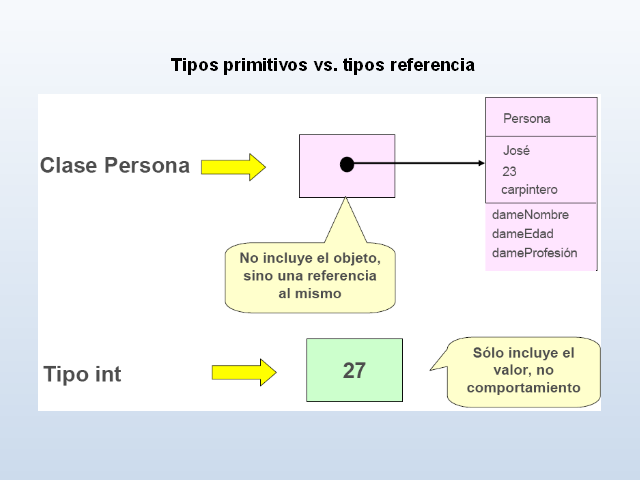 Tipos primitivos vs. tipos referencia
Persona
José
23
carpintero
dameNombre
dameEdad
dameProfesión
Clase Persona
No incluye el objeto,
sino una referencia
al mismo
Tipo int
27
Sólo incluye el
valor, no
comportamiento